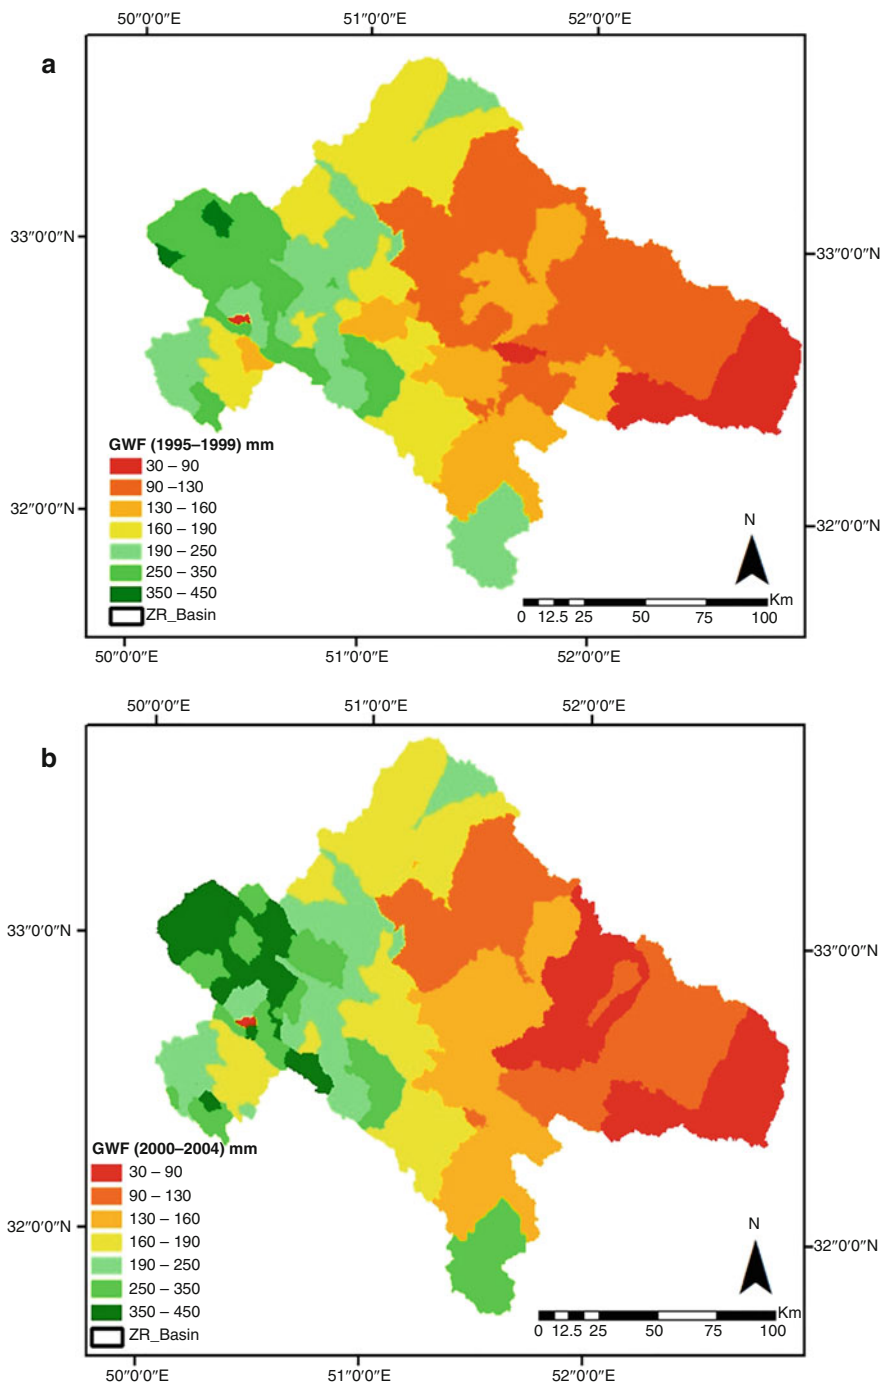 50″0′0″E 51″0′0″E 52″0′0″E
a
33″0′0″N 33″0′0″N
GWF (1995–1999) mm
30 – 90
90 –130
130 – 160
160 – 190
190 – 250
250 – 350
350 – 450
ZR_Basin
32″0′0″N 32″0′0″N
N
Km
0 12.5 25 50 75 100
50″0′0″E 51″0′0″E 52″0′0″E
50″0′0″E 51″0′0″E 52″0′0″E
b
33″0′0″N 33″0′0″N
GWF (2000–2004) mm
30 – 90
90 – 130
130 – 160
160 – 190
190 – 250
250 – 350
350 – 450
ZR_Basin
32″0′0″N 32″0′0″N
N
Km
0 12.5 25 50 75 100
50″0′0″E 51″0′0″E 52″0′0″E